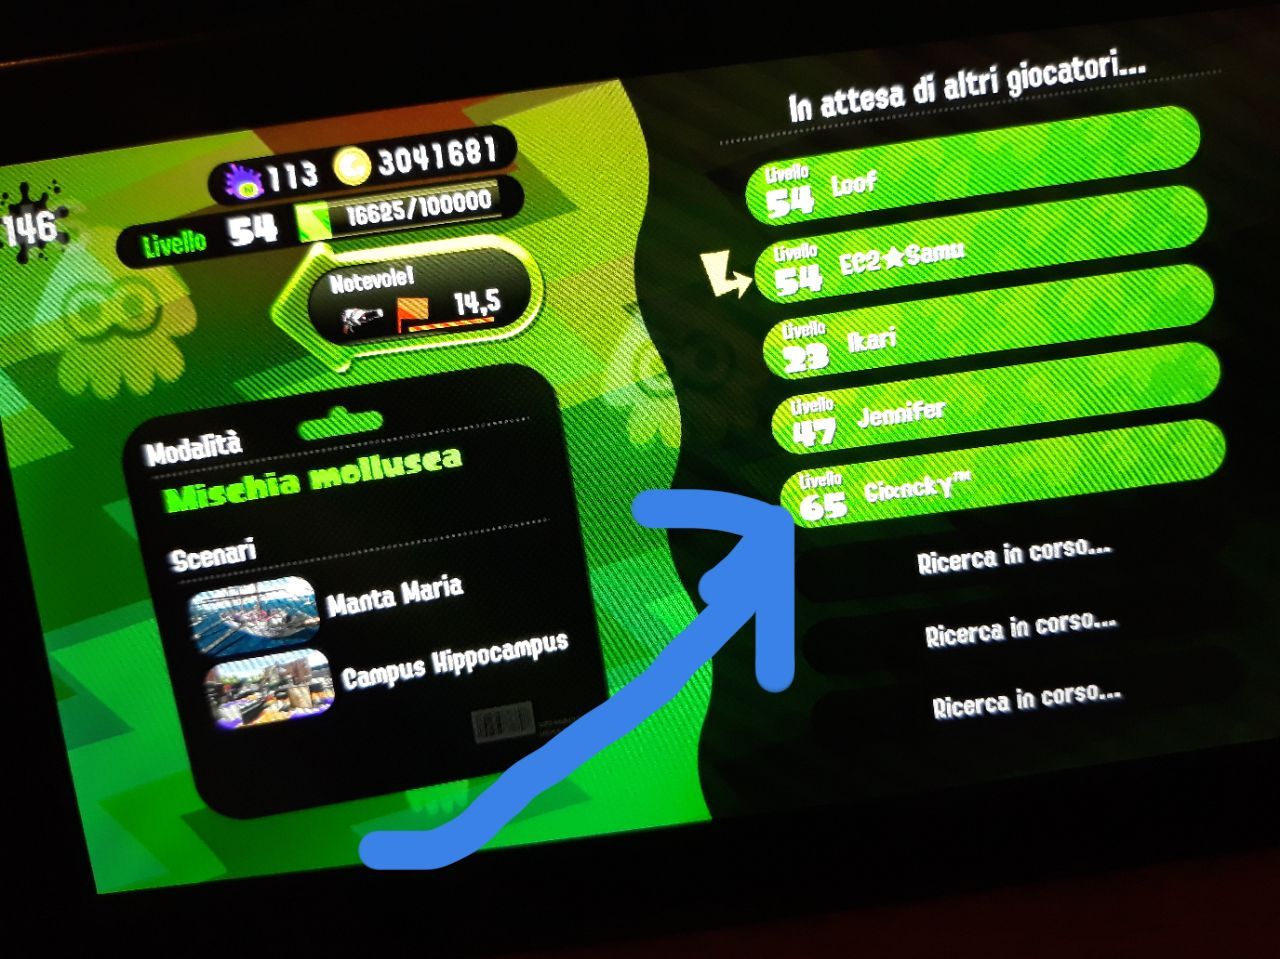 146
113 3041681
Livello 54 16625/100000
Notevole!
14,5
Modalità
Mischia mollusca
Scenari
Manta Maria
Campus Hippocampus
In attesa di altri giocatori...
Livello
54 Loof
Livello
54 EC2★Samu
Livello
23 Ikari
Livello
47 Jennifer
Livello
65 Giancky™
Ricerca in corso...
Ricerca in corso...
Ricerca in corso...